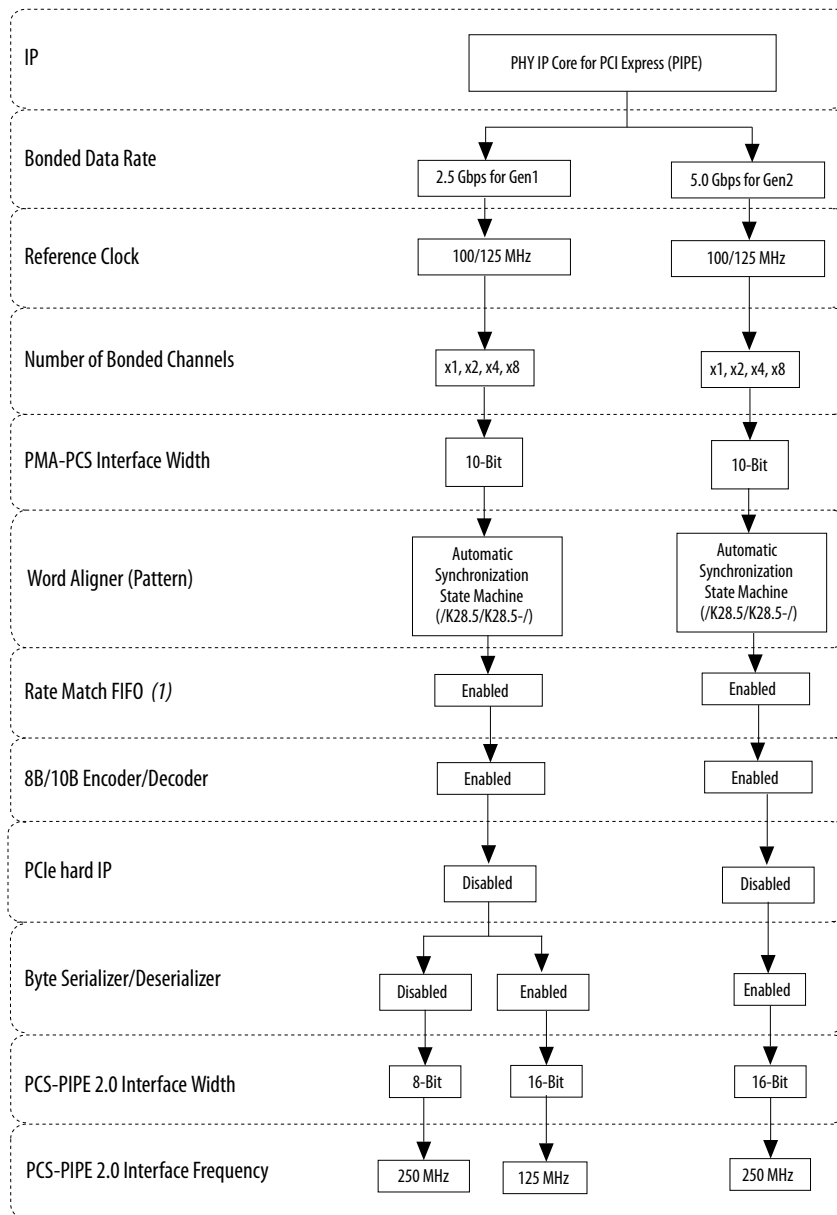 IP
PHY IP Core for PCI Express (PIPE)
Bonded Data Rate
2.5 Gbps for Gen1
5.0 Gbps for Gen2
Reference Clock
100/125 MHz
100/125 MHz
Number of Bonded Channels
x1, x2, x4, x8
x1, x2, x4, x8
PMA-PCS Interface Width
10-Bit
10-Bit
Word Aligner (Pattern)
Automatic
Synchronization
State Machine
(/K28.5/K28.5-/)
Automatic
Synchronization
State Machine
(/K28.5/K28.5-/)
Rate Match FIFO (1)
Enabled
Enabled
8B/10B Encoder/Decoder
Enabled
Enabled
PCIe hard IP
Disabled
Disabled
Byte Serializer/Deserializer
Disabled
Enabled
Enabled
PCS-PIPE 2.0 Interface Width
8-Bit
16-Bit
16-Bit
PCS-PIPE 2.0 Interface Frequency
250 MHz
125 MHz
250 MHz